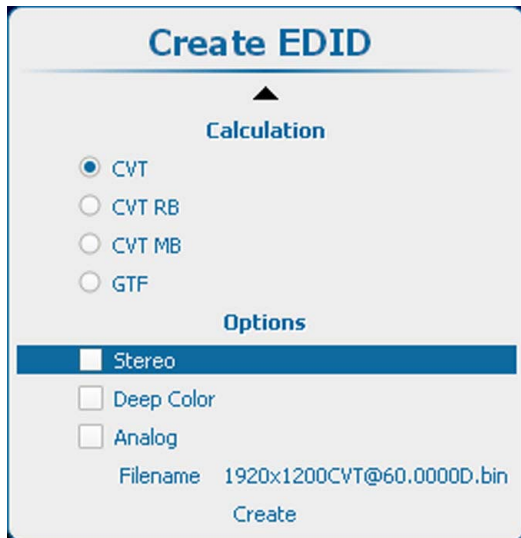 Create EDID
Calculation
CVT
CVT RB
CVT MB
GTF
Options
Stereo
Deep Color
Analog
Filename 1920x1200CVT@60.0000D.bin
Create